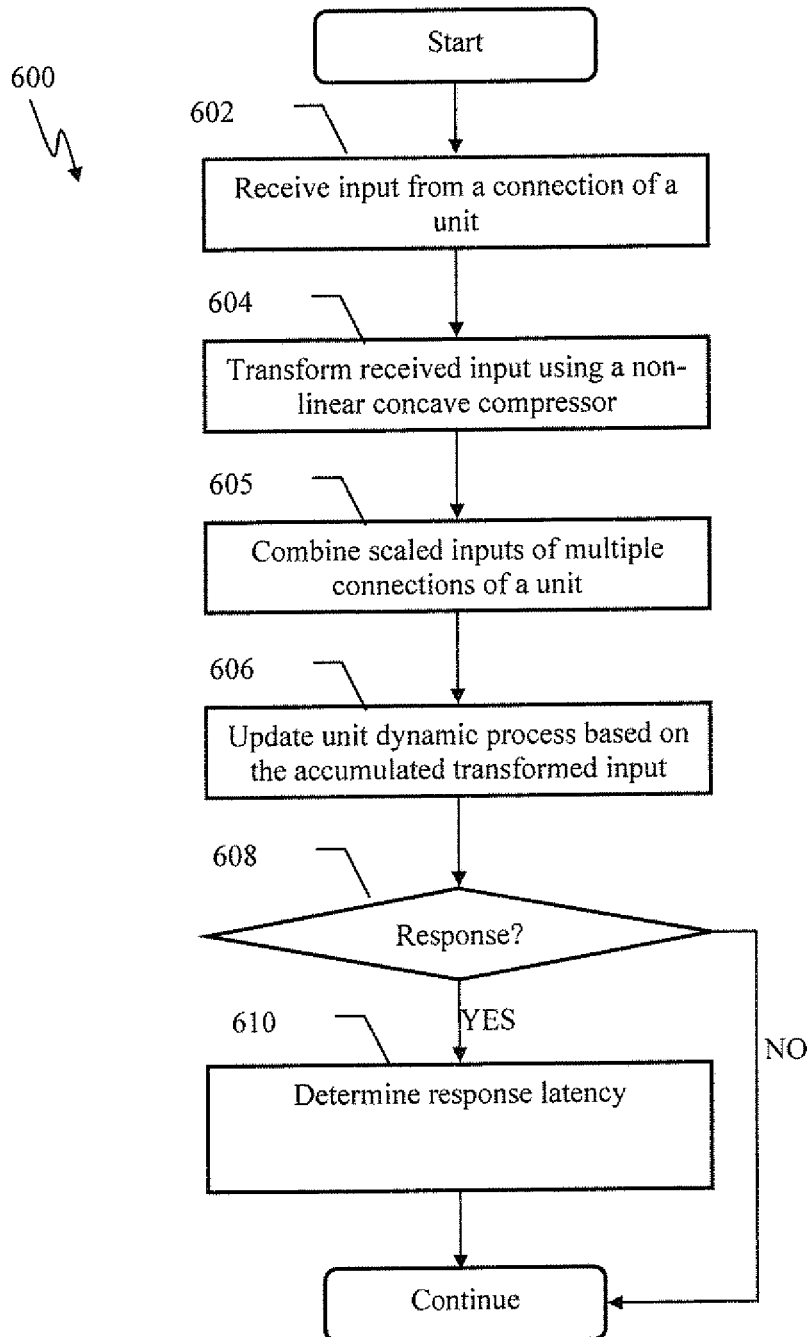 Start
600
602
Receive input from a connection of a
unit
604
Transform received input using a non-
linear concave compressor
605
Combine scaled inputs of multiple
connections of a unit
606
Update unit dynamic process based on
the accumulated transformed input
608
Response?
YES
NO
610
Determine response latency
Continue